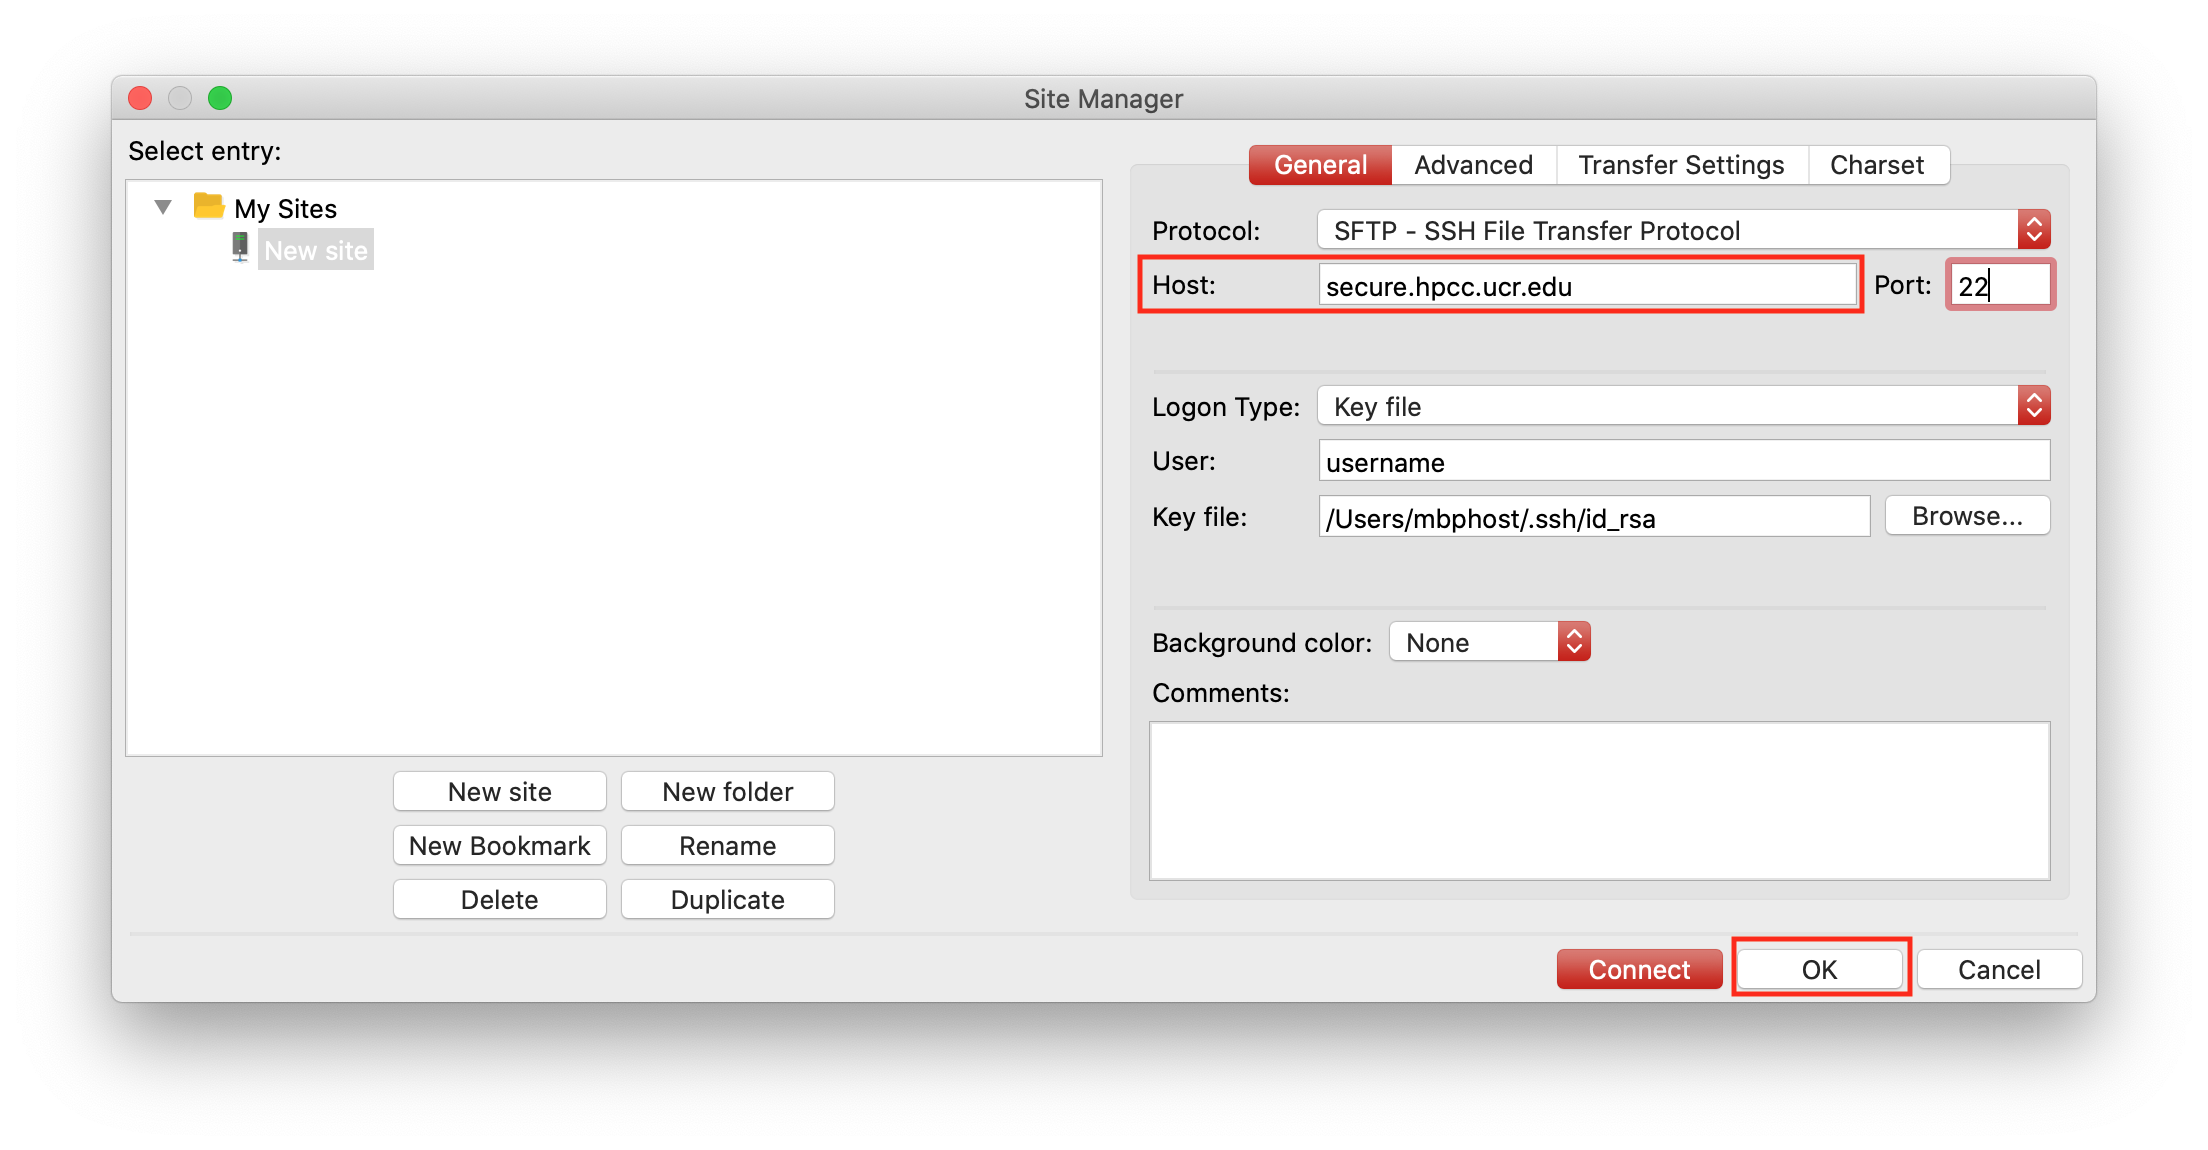 Site Manager
Select entry:
My Sites
New site
New site New folder
New Bookmark Rename
Delete Duplicate
General Advanced Transfer Settings Charset
Protocol: SFTP - SSH File Transfer Protocol
Host: secure.hpcc.ucr.edu Port: 22
Logon Type: Key file
User: username
Key file: /Users/mbphost/.ssh/id_rsa Browse...
Background color: None
Comments:
Connect OK Cancel